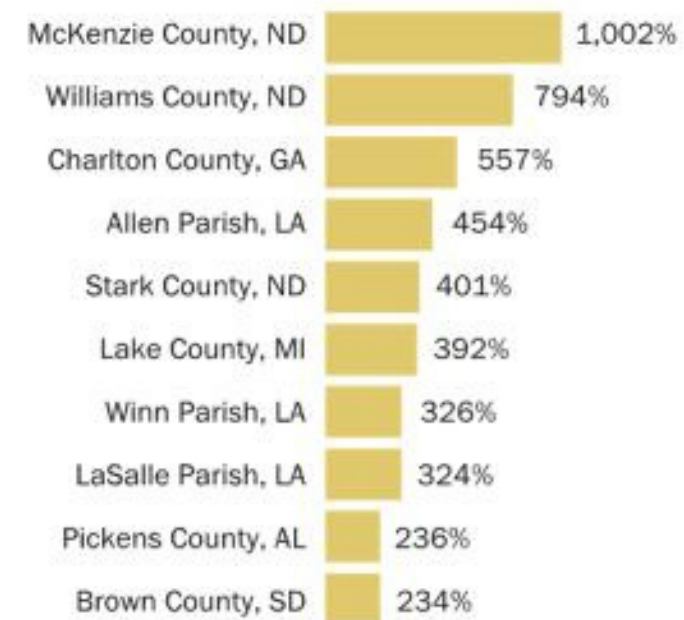 McKenzie County, ND 1,002%
Williams County, ND 794%
Charlton County, GA 557%
Allen Parish, LA 454%
Stark County, ND 401%
Lake County, MI 392%
Winn Parish, LA 326%
LaSalle Parish, LA 324%
Pickens County, AL 236%
Brown County, SD 234%